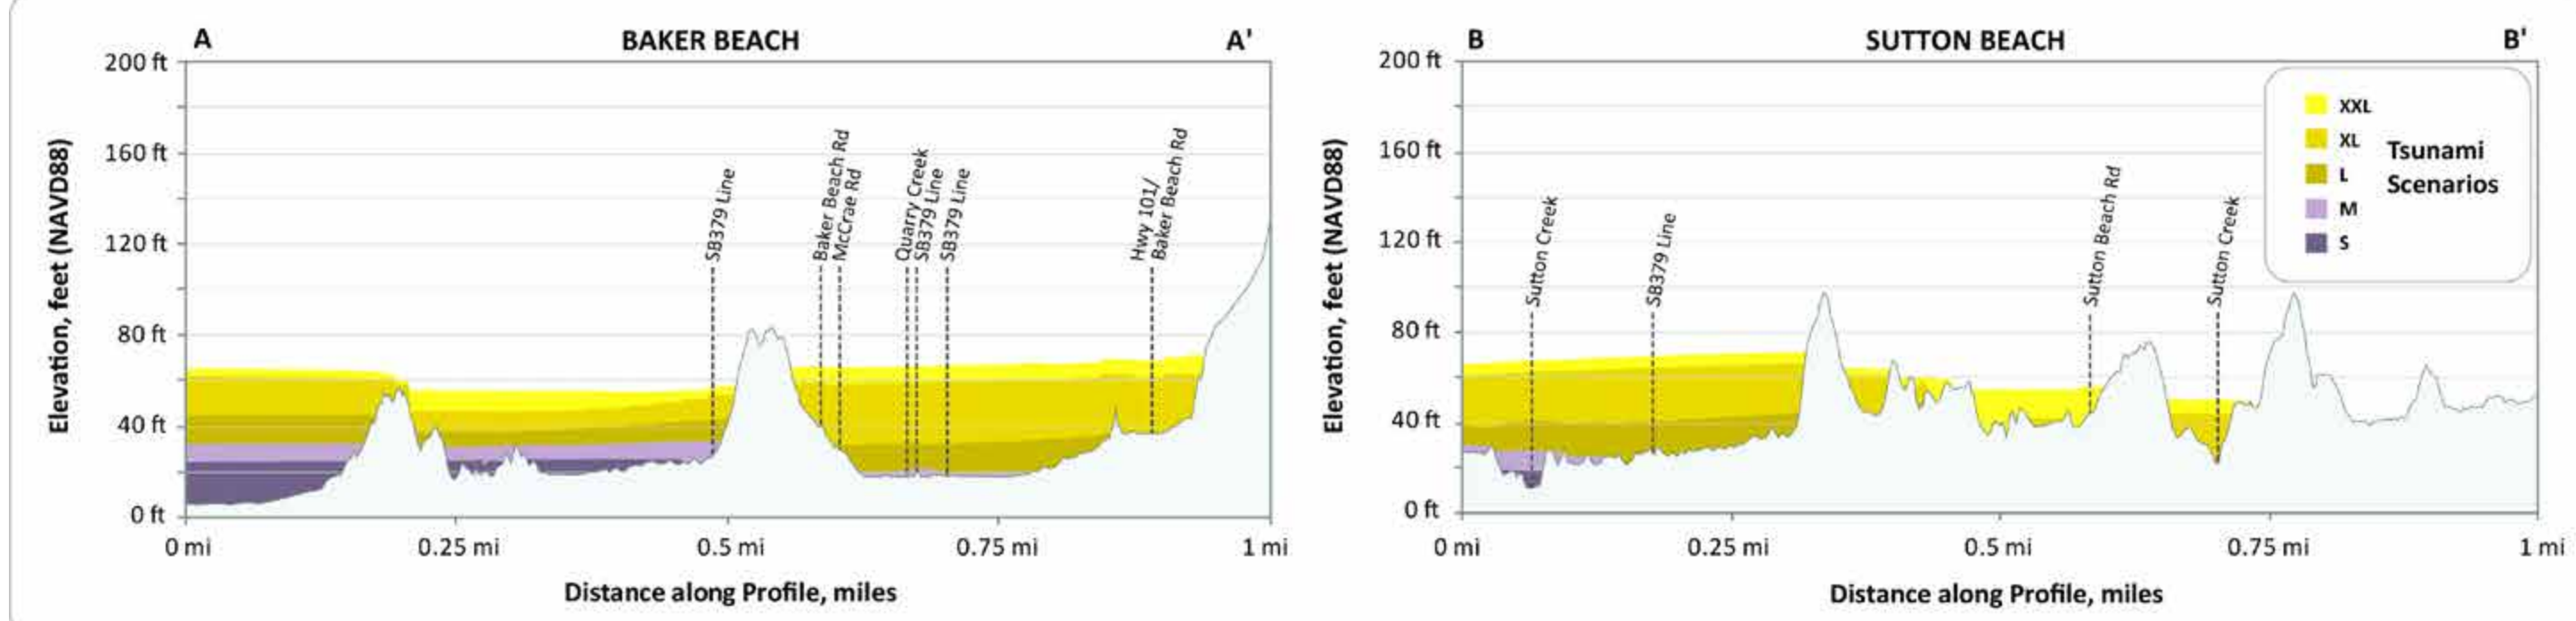 A
BAKER BEACH
A'
200 ft
160 ft
120 ft
80 ft
40 ft
0 ft
Elevation, feet (NAVD88)
SB379 Line
Baker Beach Rd
McCrae Rd
Quarry Creek
SB379 Line
SB379 Line
Hwy 101/
Baker Beach Rd
0 mi
0.25 mi
0.5 mi
0.75 mi
1 mi
Distance along Profile, miles
B
SUTTON BEACH
B'
200 ft
160 ft
120 ft
80 ft
40 ft
0 ft
Elevation, feet (NAVD88)
Sutton Creek
SB379 Line
Sutton Beach Rd
Sutton Creek
XXL
XL
L
M
S
Tsunami
Scenarios
0 mi
0.25 mi
0.5 mi
0.75 mi
1 mi
Distance along Profile, miles